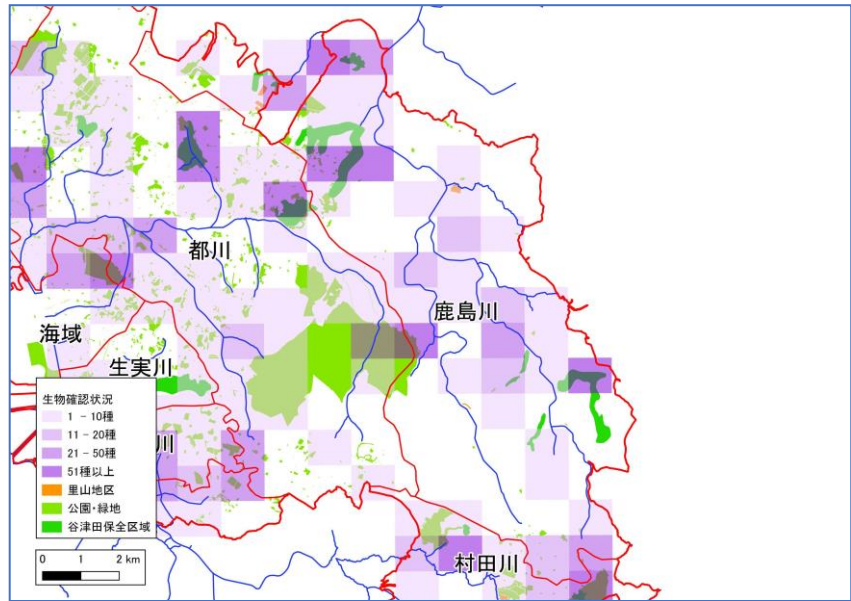 都川
鹿島川
海域
生実川
川
生物確認状況
1 - 10種
11 - 20種
21 - 50種
51種以上
里山地区
公園・緑地
谷津田保全区域
0 1 2 km
村田川